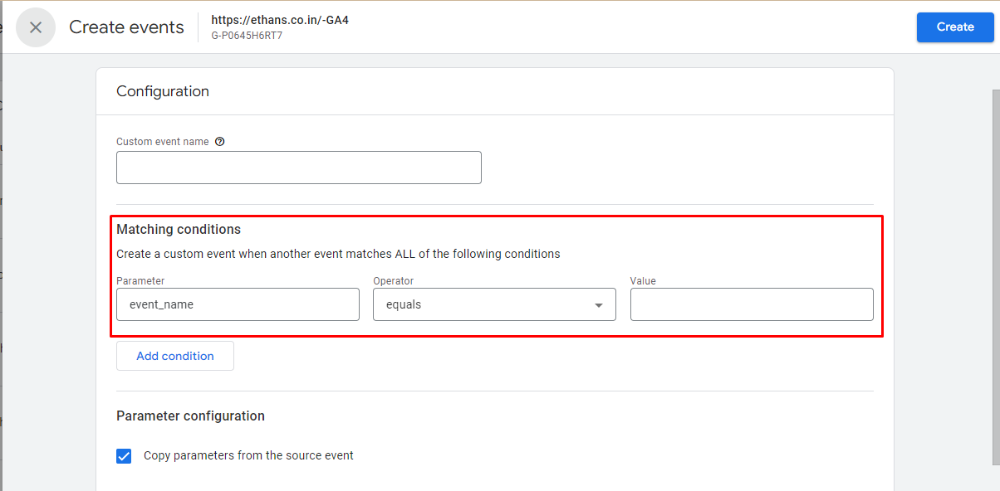 Create events
https://ethans.co.in/-GA4
G-P0645H6RT7
Create
Configuration
Custom event name
Matching conditions
Create a custom event when another event matches ALL of the following conditions
Parameter Operator Value
event_name equals
Add condition
Parameter configuration
Copy parameters from the source event